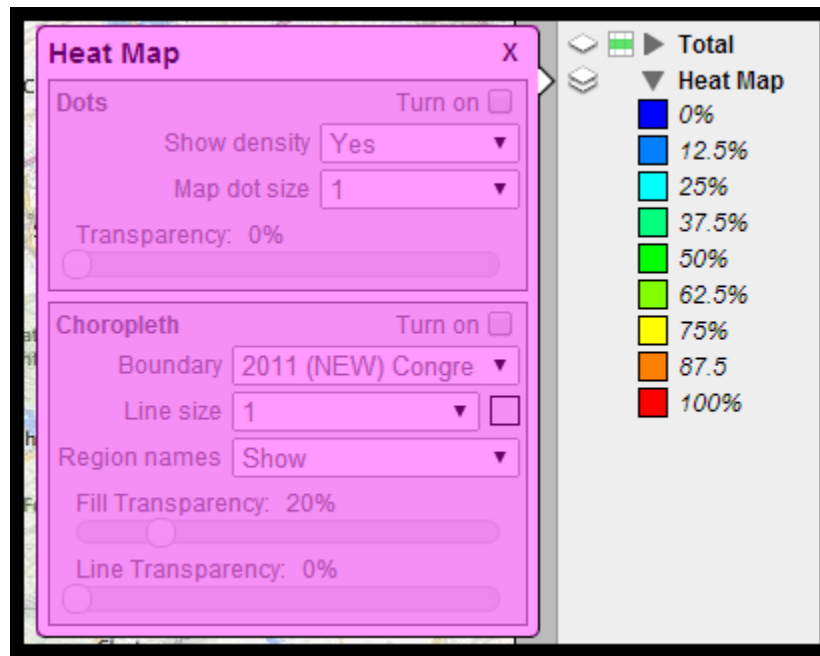 Heat Map X
Dots Turn on
Show density Yes
Map dot size 1
Transparency: 0%
Choropleth Turn on
Boundary 2011 (NEW) Congre
Line size 1
Region names Show
Fill Transparency: 20%
Line Transparency: 0%
Total
Heat Map
0%
12.5%
25%
37.5%
50%
62.5%
75%
87.5
100%